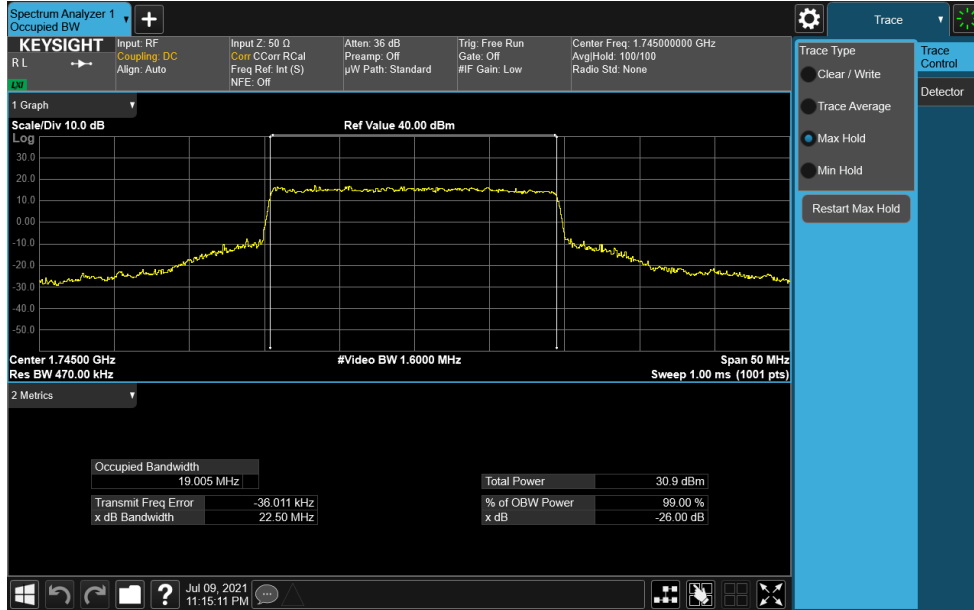 Spectrum Analyzer 1
Occupied BW
+
Trace
KEYSIGHT
R L
LXI
Input: RF
Coupling: DC
Align: Auto
Input Z: 50 Ω
Corr CCorr RCal
Freq Ref: Int (S)
NFE: Off
Atten: 36 dB
Preamp: Off
µW Path: Standard
Trig: Free Run
Gate: Off
#IF Gain: Low
Center Freq: 1.745000000 GHz
Avg|Hold: 100/100
Radio Std: None
Trace Type
Clear / Write
Trace Average
Max Hold
Min Hold
Restart Max Hold
Trace
Control
Detector
1 Graph
Scale/Div 10.0 dB
Ref Value 40.00 dBm
Log
30.0
20.0
10.0
0.00
-10.0
-20.0
-30.0
-40.0
-50.0
Center 1.74500 GHz
#Video BW 1.6000 MHz
Span 50 MHz
Res BW 470.00 kHz
Sweep 1.00 ms (1001 pts)
2 Metrics
Occupied Bandwidth
19.005 MHz
Total Power 30.9 dBm
Transmit Freq Error -36.011 kHz
% of OBW Power 99.00 %
x dB Bandwidth 22.50 MHz
x dB -26.00 dB
?
Jul 09, 2021
11:15:11 PM